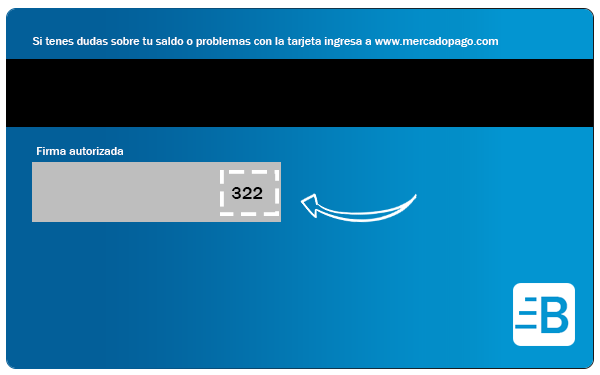 Si tenes dudas sobre tu saldo o problemas con la tarjeta ingresa a www.mercadopago.com
Firma autorizada
322
B